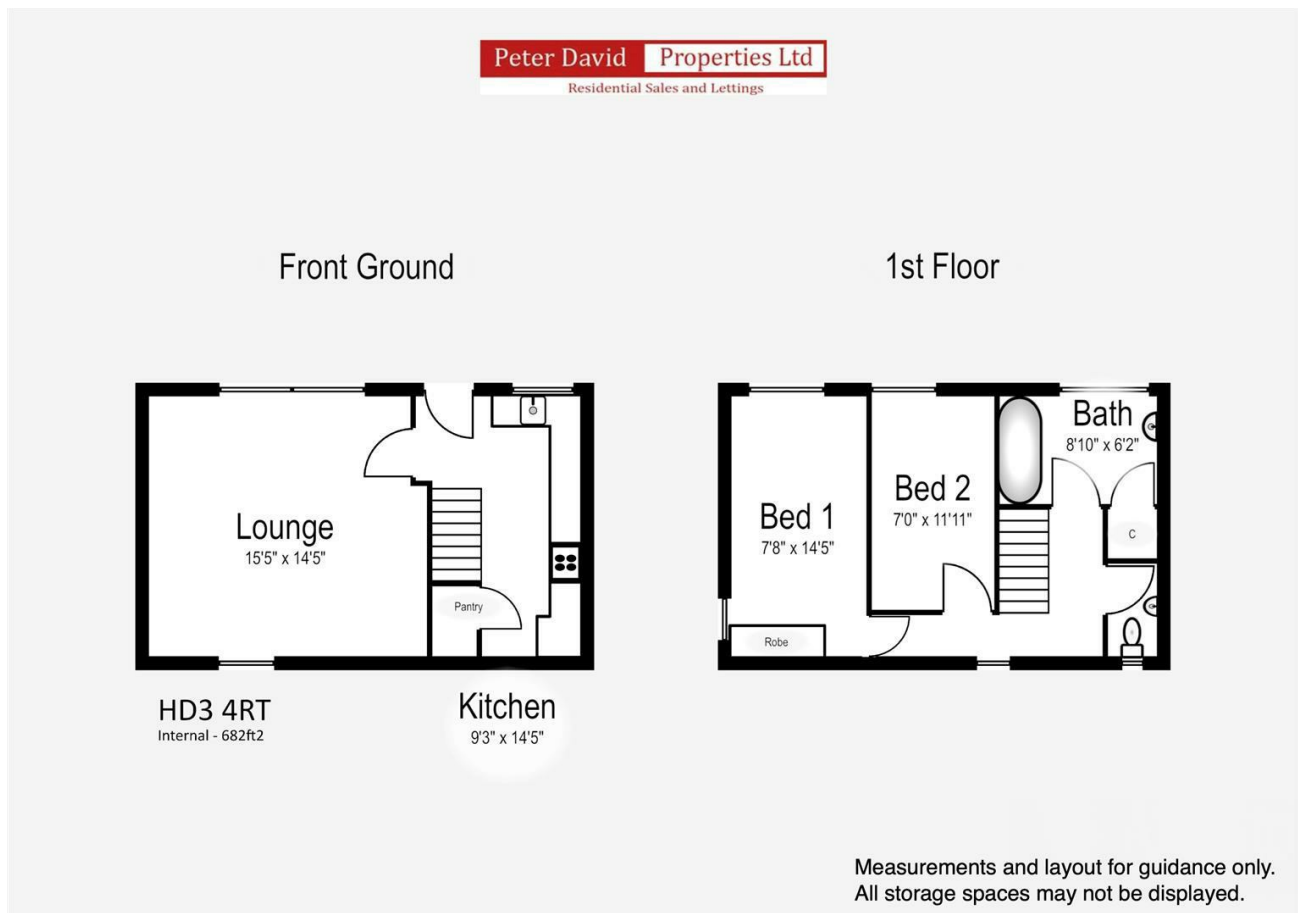 Peter David Properties Ltd
Residential Sales and Lettings
Front Ground
1st Floor
Lounge
15'5" x 14'5"
Pantry
Kitchen
9'3" x 14'5"
HD3 4RT
Internal - 682ft2
Bed 1
7'8" x 14'5"
Robe
Bed 2
7'0" x 11'11"
Bath
8'10" x 6'2"
C
Measurements and layout for guidance only.
All storage spaces may not be displayed.